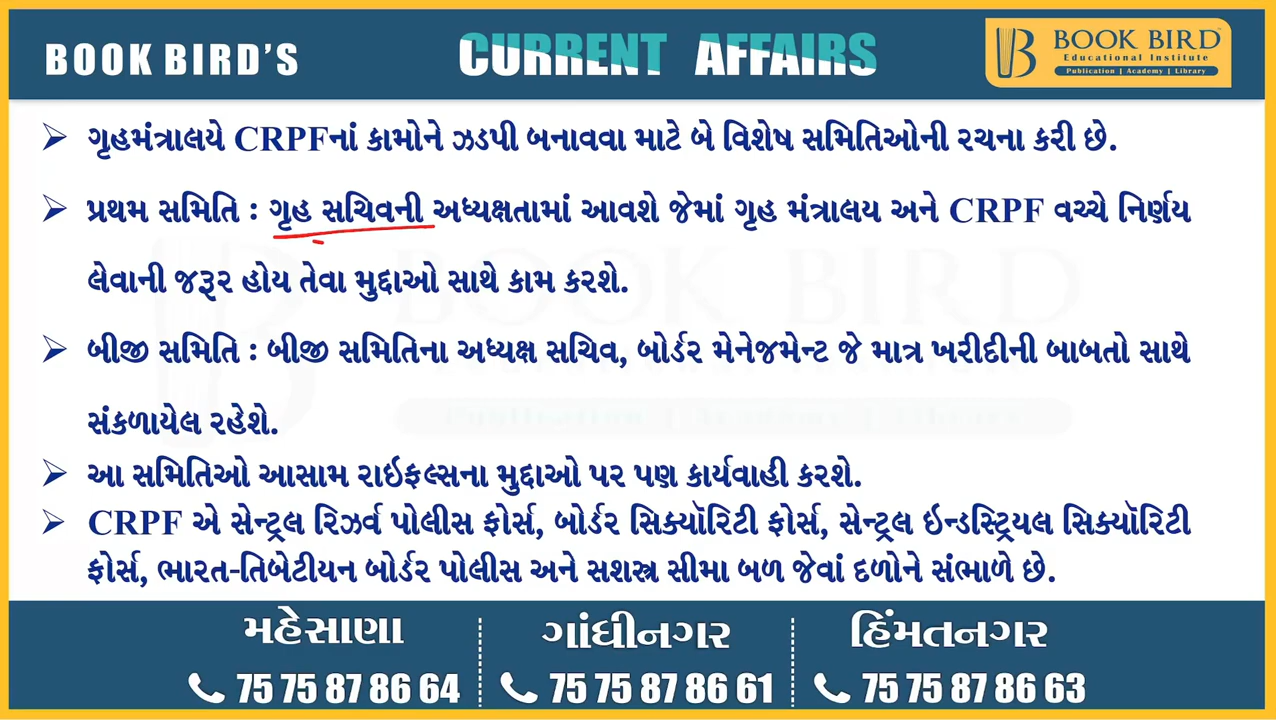 BOOK BIRD'S
CURRENT AFFAIRS
BOOK BIRD
Educational Institute
Publication | Academy | Library
➢ ગૃહમંત્રાલયે CRPFનાં કામોને ઝડપી બનાવવા માટે બે વિશેષ સમિતિઓની રચના કરી છે.
➢ પ્રથમ સમિતિ : ગૃહ સચિવની અધ્યક્ષતામાં આવશે જેમાં ગૃહ મંત્રાલય અને CRPF વચ્ચે નિર્ણય
લેવાની જરૂર હોય તેવા મુદ્દાઓ સાથે કામ કરશે.
➢ બીજી સમિતિ : બીજી સમિતિના અધ્યક્ષ સચિવ, બોર્ડર મેનેજમેન્ટ જે માત્ર ખરીદીની બાબતો સાથે
સંકળાયેલ રહેશે.
➢ આ સમિતિઓ આસામ રાઇફલ્સના મુદ્દાઓ પર પણ કાર્યવાહી કરશે.
➢ CRPF એ સેન્ટ્રલ રિઝર્વ પોલીસ ફોર્સ, બોર્ડર સિક્યૉરિટી ફોર્સ, સેન્ટ્રલ ઇન્ડસ્ટ્રિયલ સિક્યૉરિટી
ફોર્સ, ભારત-તિબેટીયન બોર્ડર પોલીસ અને સશસ્ત્ર સીમા બળ જેવાં દળોને સંભાળે છે.
મહેસાણા
75 75 87 86 64
ગાંધીનગર
75 75 87 86 61
હિંમતનગર
75 75 87 86 63